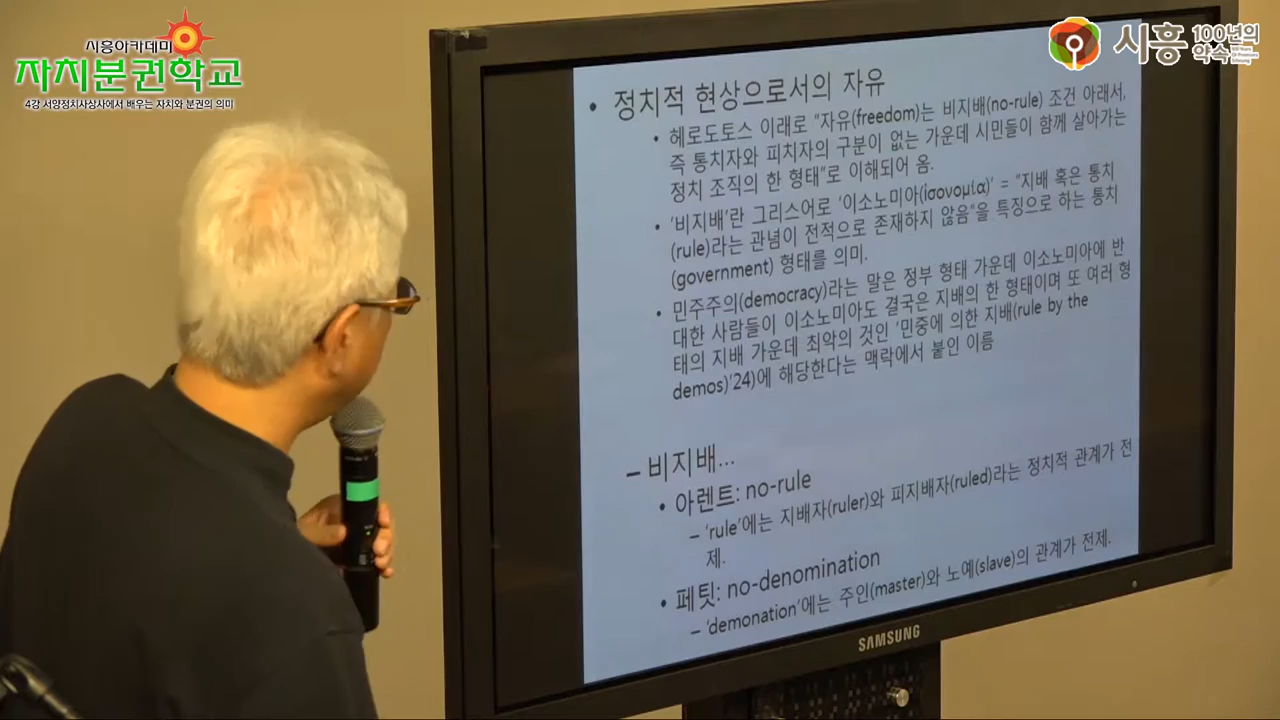 시흥아카데미
자치분권학교
4강 서양정치사상사에서 배우는 자치와 분권의 의미
시흥 100년의 약속
• 정치적 현상으로서의 자유
• 헤로도토스 이래로 "자유(freedom)는 비지배(no-rule) 조건 아래서,
즉 통치자와 피치자의 구분이 없는 가운데 시민들이 함께 살아가는
정치 조직의 한 형태"로 이해되어 옴.
• '비지배'란 그리스어로 '이소노미아(ἰσονομία)' = "지배 혹은 통치
(rule)라는 관념이 전적으로 존재하지 않음"을 특징으로 하는 통치
(government) 형태를 의미.
• 민주주의(democracy)라는 말은 정부 형태 가운데 이소노미아에 반
대한 사람들이 이소노미아도 결국은 지배의 한 형태이며 또 여러 형
태의 지배 가운데 최악의 것인 '민중에 의한 지배(rule by the
demos)'24)에 해당한다는 맥락에서 붙인 이름
– 비지배...
• 아렌트: no-rule
– 'rule'에는 지배자(ruler)와 피지배자(ruled)라는 정치적 관계가 전
제.
• 페팃: no-denomination
– 'demonation'에는 주인(master)와 노예(slave)의 관계가 전제.
SAMSUNG